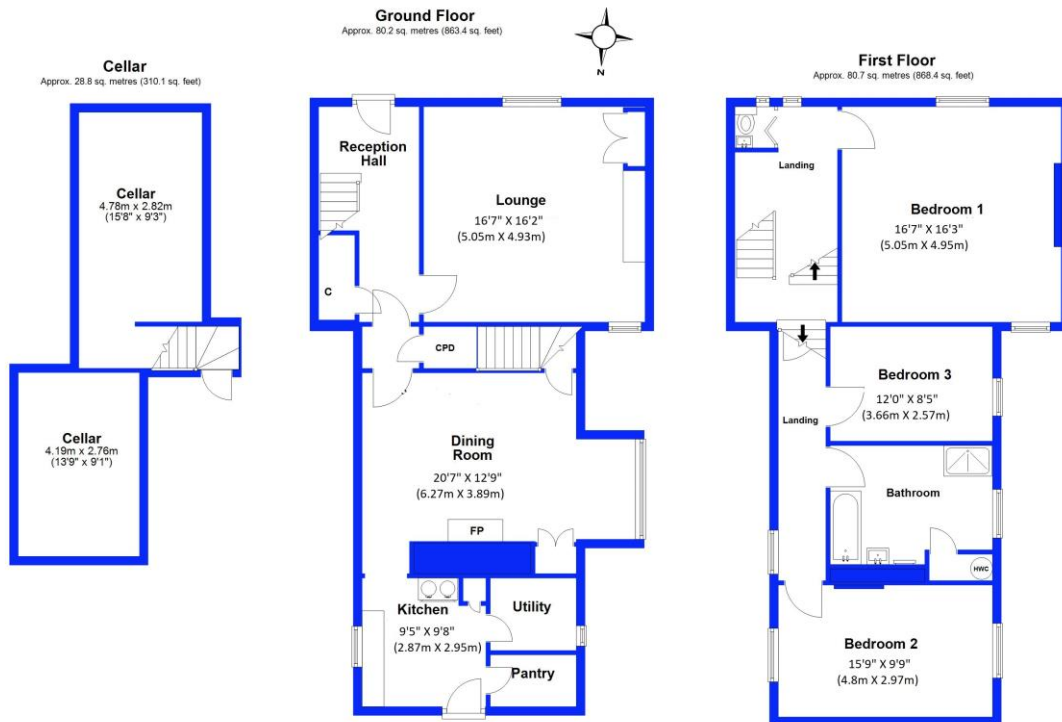 Cellar
Approx. 28.8 sq. metres (310.1 sq. feet)
Cellar
4.78m x 2.82m
(15'8" x 9'3")
Cellar
4.19m x 2.76m
(13'9" x 9'1")
Ground Floor
Approx. 80.2 sq. metres (863.4 sq. feet)
N
Reception
Hall
Lounge
16'7" X 16'2"
(5.05m X 4.93m)
C
CPD
Dining
Room
20'7" X 12'9"
(6.27m X 3.89m)
FP
Kitchen
9'5" X 9'8"
(2.87m X 2.95m)
Utility
Pantry
First Floor
Approx. 80.7 sq. metres (868.4 sq. feet)
Landing
Bedroom 1
16'7" X 16'3"
(5.05m X 4.95m)
Bedroom 3
12'0" X 8'5"
(3.66m X 2.57m)
Landing
Bathroom
HWC
Bedroom 2
15'9" X 9'9"
(4.8m X 2.97m)